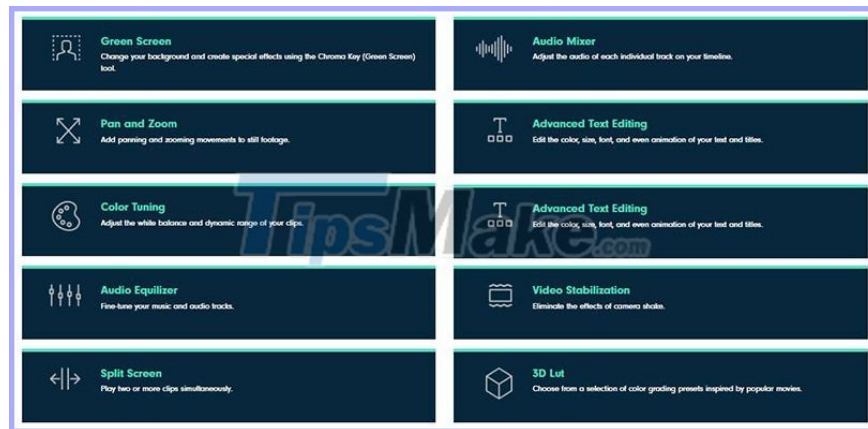 Green Screen
Change your background and create special effects using the Chroma Key (Green Screen)
tool.
Audio Mixer
Adjust the audio of each individual track on your timeline.
Pan and Zoom
Add panning and zooming movements to still footage.
Advanced Text Editing
Edit the color, size, font, and even animation of your text and titles.
Color Tuning
Adjust the white balance and dynamic range of your clips.
Advanced Text Editing
Edit the color, size, font, and even animation of your text and titles.
TipsMake.com
Audio Equilizer
Fine-tune your music and audio tracks.
Video Stabilization
Eliminate the effects of camera shake.
Split Screen
Play two or more clips simultaneously.
3D Lut
Choose from a selection of color grading presets inspired by popular movies.